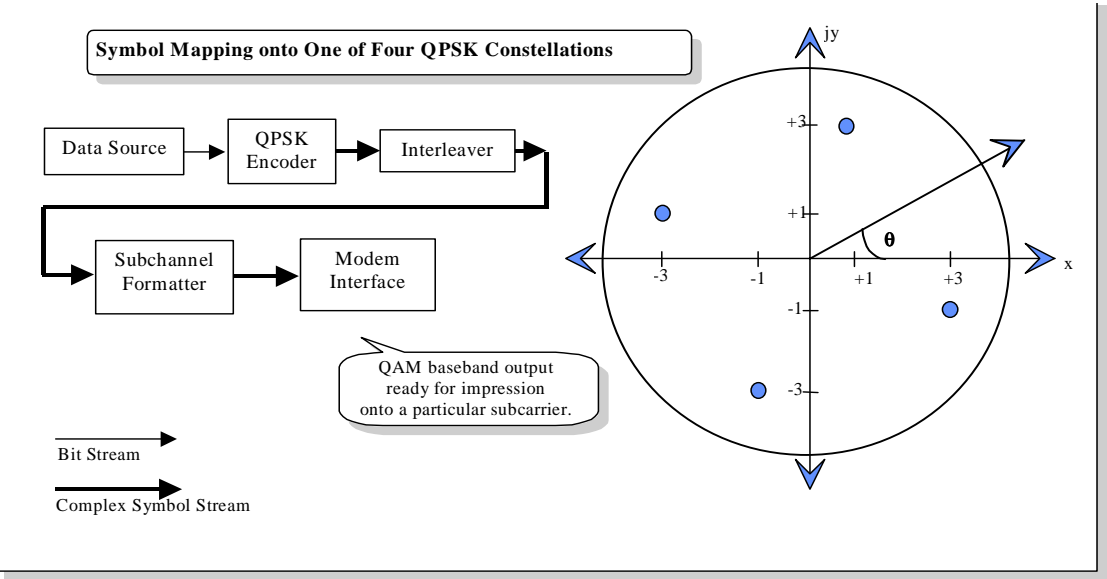 Symbol Mapping onto One of Four QPSK Constellations
Data Source
QPSK
Encoder
Interleaver
Subchannel
Formatter
Modem
Interface
QAM baseband output
ready for impression
onto a particular subcarrier.
Bit Stream
Complex Symbol Stream
jy
+3
+1
θ
-3
-1
+1
+3
x
-1
-3